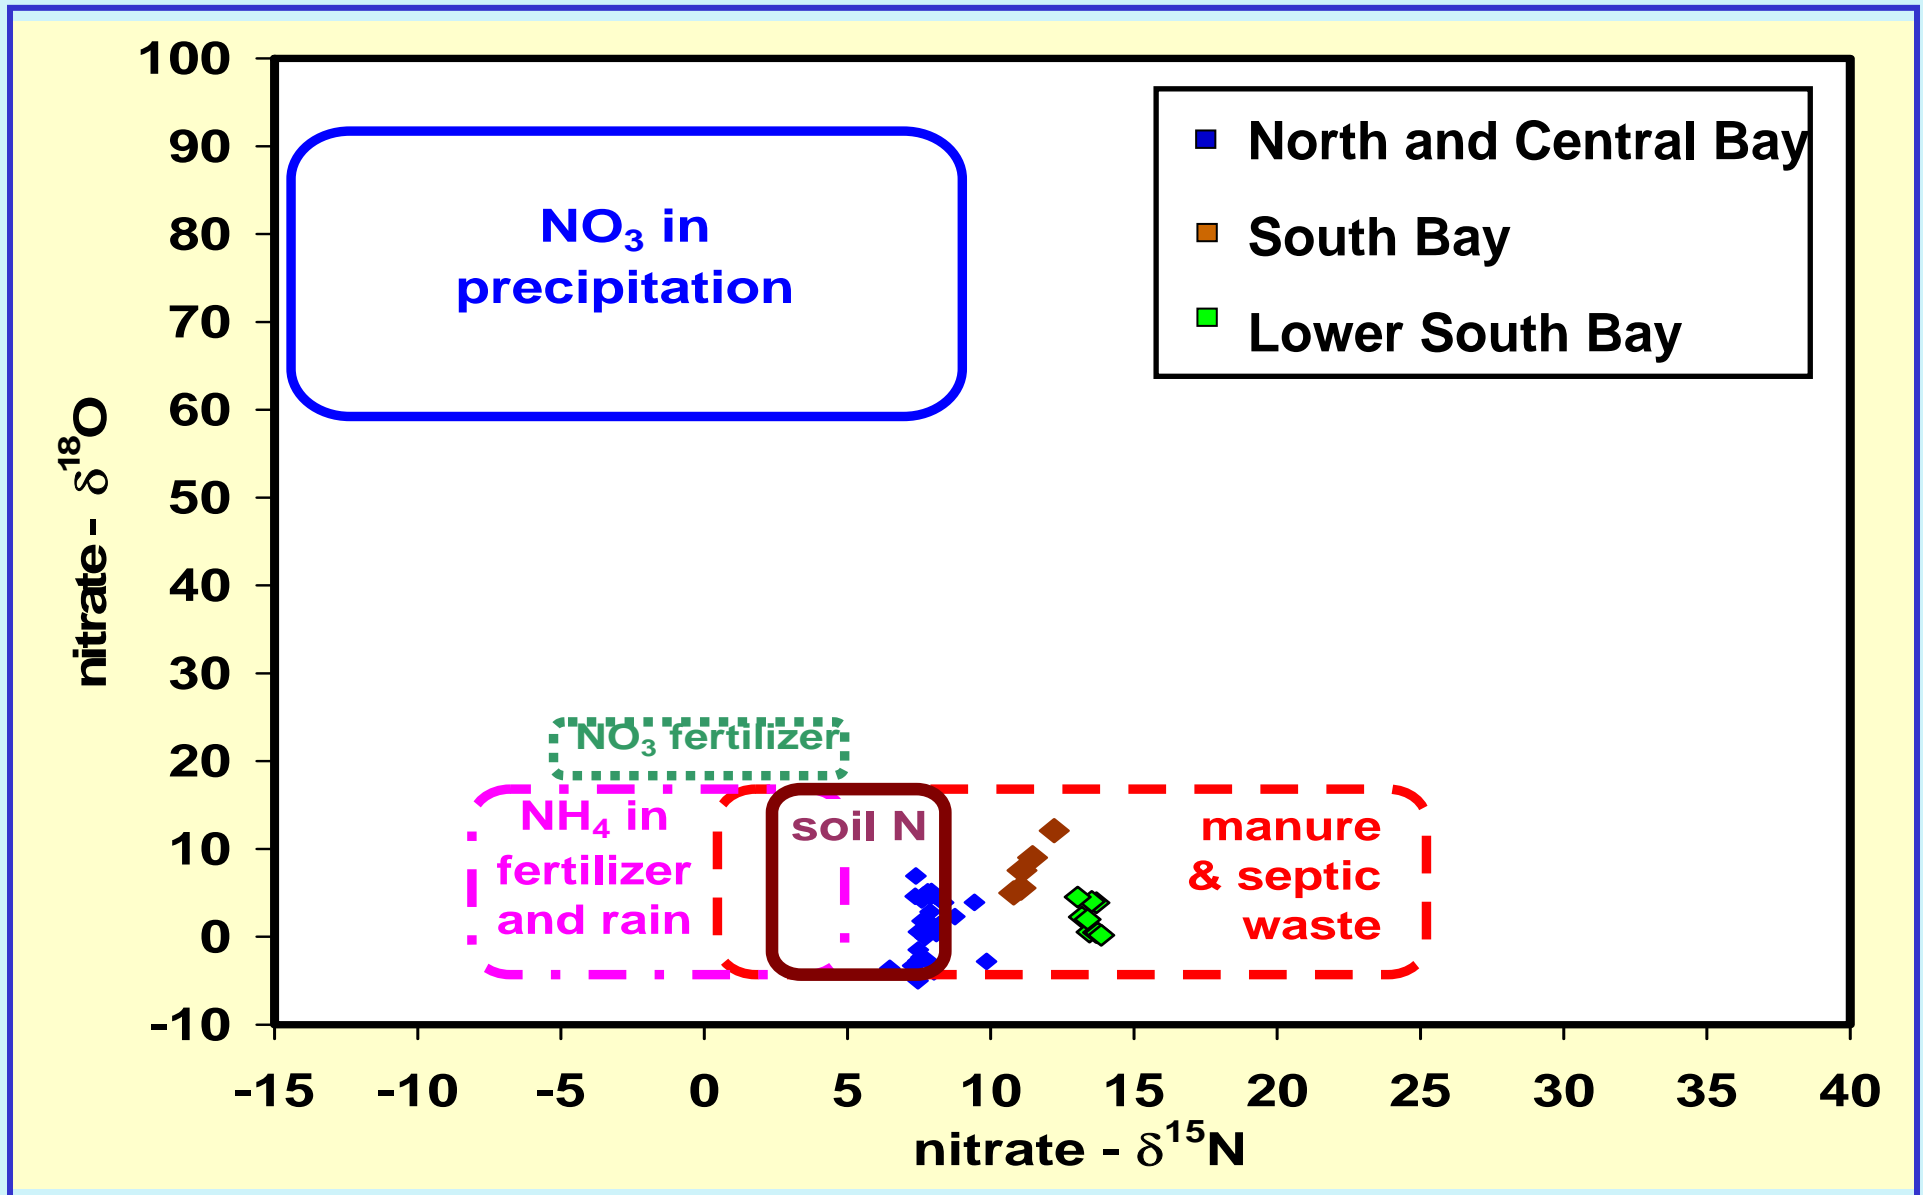 100
90
80
70
60
50
40
30
20
10
0
-10
nitrate - δ¹⁸O
NO₃ in
precipitation
North and Central Bay
South Bay
Lower South Bay
NO₃ fertilizer
NH₄ in
fertilizer
and rain
soil N
manure
& septic
waste
-15 -10 -5 0 5 10 15 20 25 30 35 40
nitrate - δ¹⁵N